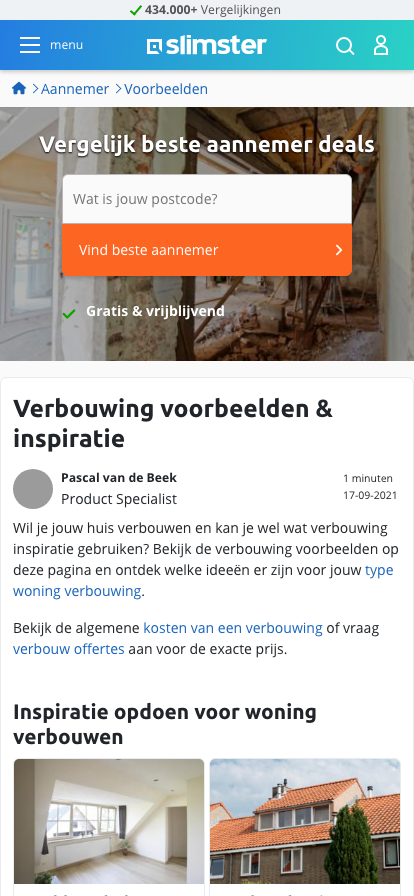 434.000+ Vergelijkingen
menu
slimster
Aannemer
Voorbeelden
Vergelijk beste aannemer deals
Wat is jouw postcode?
Vind beste aannemer
Gratis & vrijblijvend
Verbouwing voorbeelden &
inspiratie
Pascal van de Beek
1 minuten
Product Specialist
17-09-2021
Wil je jouw huis verbouwen en kan je wel wat verbouwing
inspiratie gebruiken? Bekijk de verbouwing voorbeelden op
deze pagina en ontdek welke ideeën er zijn voor jouw type
woning verbouwing.
Bekijk de algemene kosten van een verbouwing of vraag
verbouw offertes aan voor de exacte prijs.
Inspiratie opdoen voor woning
verbouwen